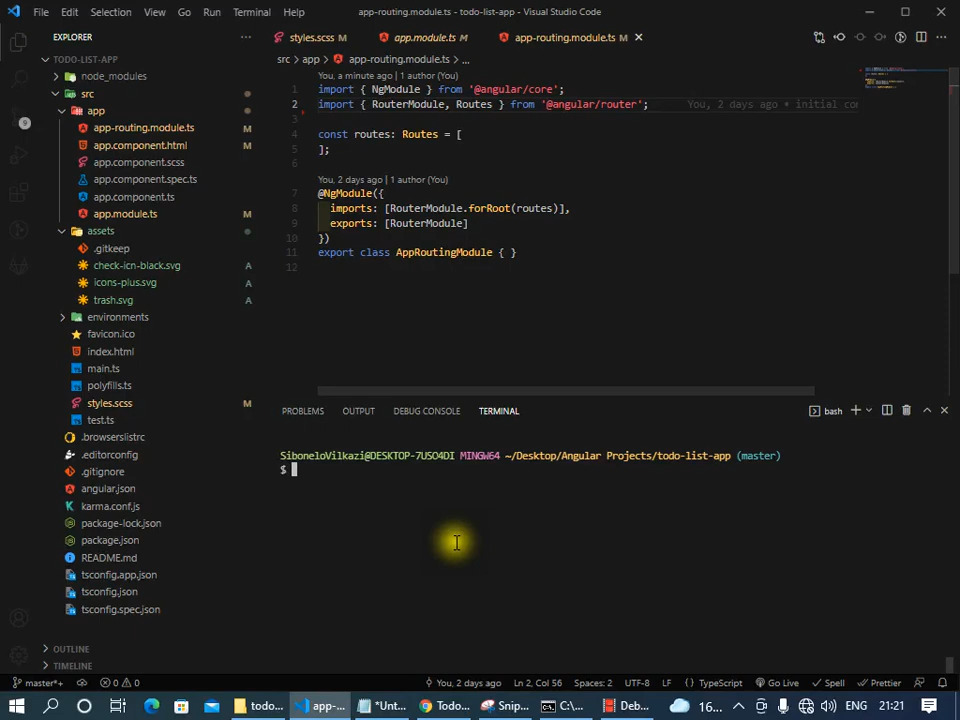 File Edit Selection View Go Run Terminal Help app-routing.module.ts - todo-list-app - Visual Studio Code
EXPLORER
styles.scss M app.module.ts M app-routing.module.ts M
src > app > app-routing.module.ts > ...
TODO-LIST-APP
node_modules
src
app
app-routing.module.ts M
app.component.html M
app.component.scss
app.component.spec.ts
app.component.ts
app.module.ts M
assets
.gitkeep
check-icn-black.svg A
icons-plus.svg A
trash.svg A
environments
favicon.ico
index.html
main.ts
polyfills.ts
styles.scss M
test.ts
.browserslistrc
.editorconfig
.gitignore
angular.json
karma.conf.js
package-lock.json
package.json
README.md
tsconfig.app.json
tsconfig.json
tsconfig.spec.json
OUTLINE
TIMELINE
9
You, a minute ago | 1 author (You)
1 import { NgModule } from '@angular/core';
2 import { RouterModule, Routes } from '@angular/router'; You, 2 days ago • initial co
3
4 const routes: Routes = [
5 ];
6
You, 2 days ago | 1 author (You)
7 @NgModule({
8 imports: [RouterModule.forRoot(routes)],
9 exports: [RouterModule]
10 })
11 export class AppRoutingModule { }
12
PROBLEMS OUTPUT DEBUG CONSOLE TERMINAL bash
SiboneloVilkazi@DESKTOP-7USO4DI MINGW64 ~/Desktop/Angular Projects/todo-list-app (master)
$
master*+ 0 0 You, 2 days ago Ln 2, Col 56 Spaces: 2 UTF-8 LF {} TypeScript Go Live Spell Prettier
todo... app-... *Unt... Todo... Snip... C:\... Deb... 16... ENG 21:21